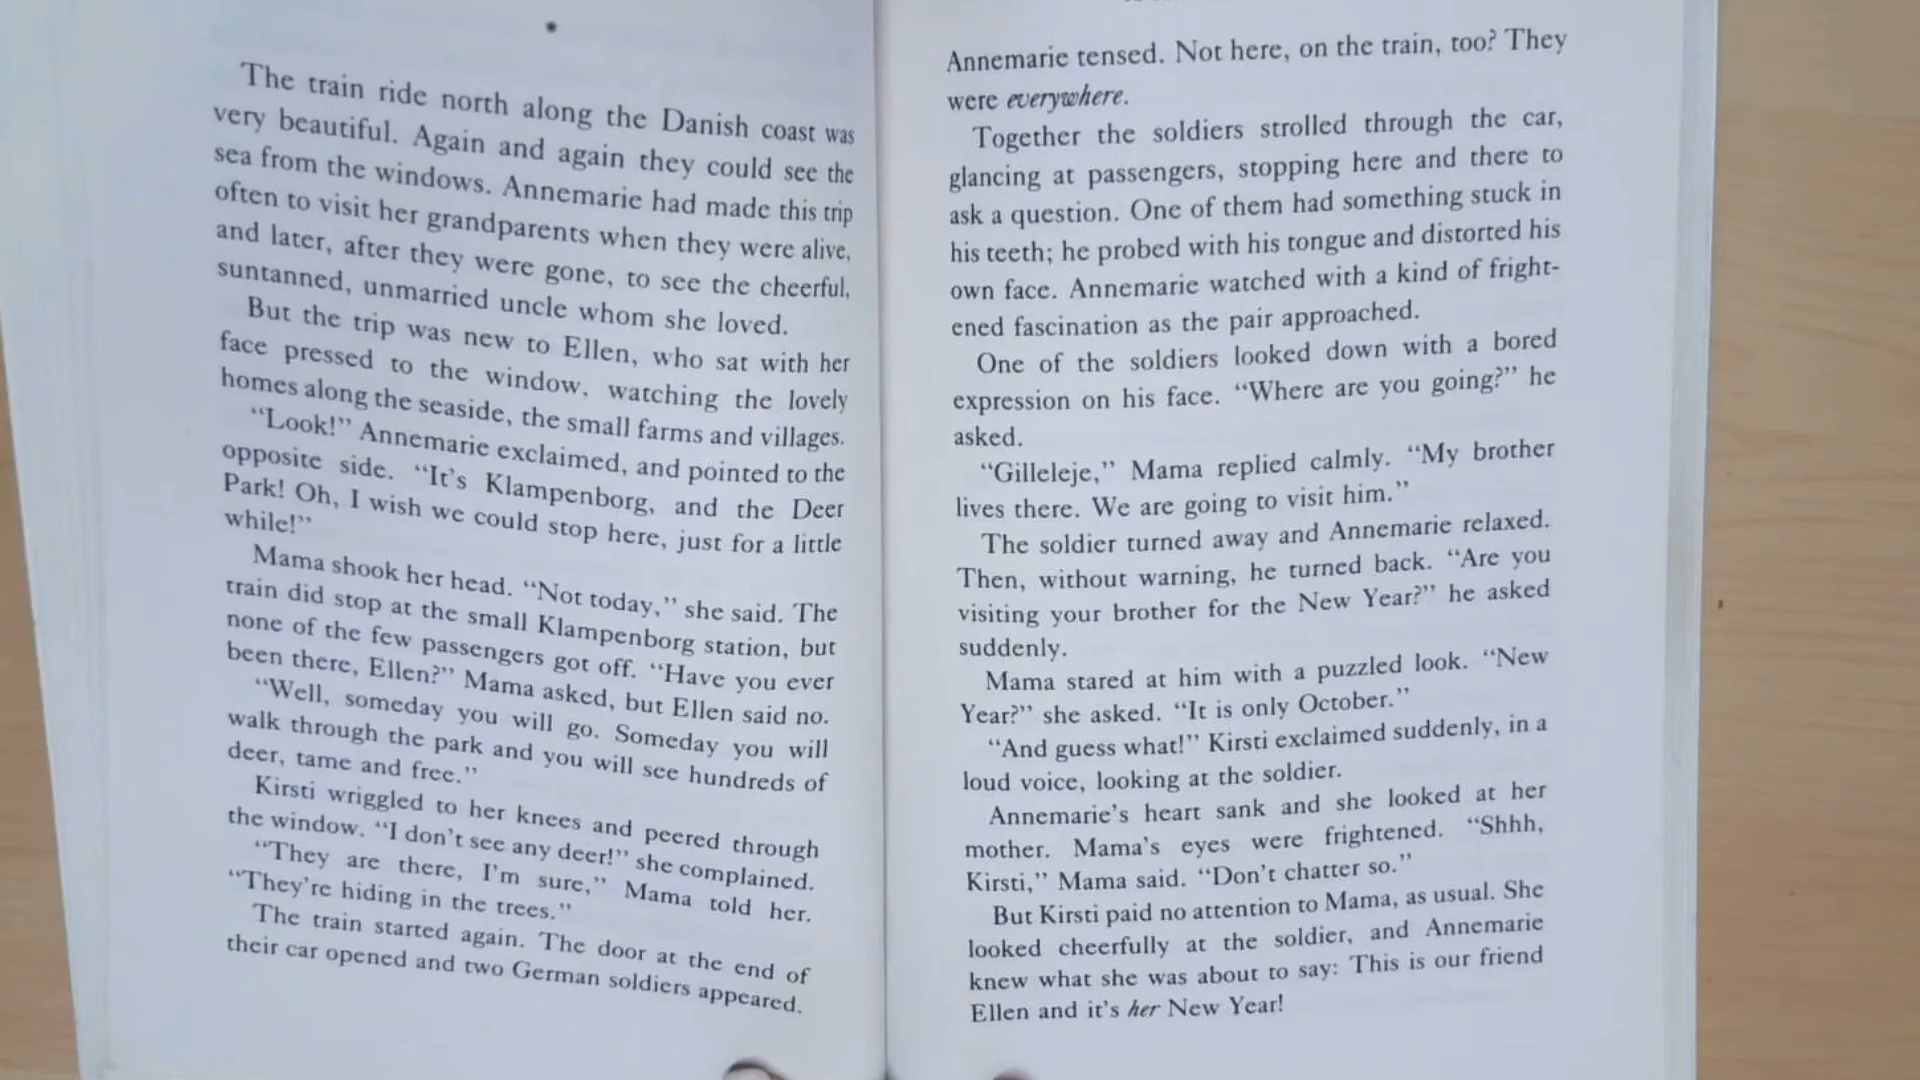 The train ride north along the Danish coast was
very beautiful. Again and again they could see the
sea from the windows. Annemarie had made this trip
often to visit her grandparents when they were alive,
and later, after they were gone, to see the cheerful,
suntanned, unmarried uncle whom she loved.
But the trip was new to Ellen, who sat with her
face pressed to the window, watching the lovely
homes along the seaside, the small farms and villages.
“Look!” Annemarie exclaimed, and pointed to the
opposite side. “It’s Klampenborg, and the Deer
Park! Oh, I wish we could stop here, just for a little
while!”
Mama shook her head. “Not today,” she said. The
train did stop at the small Klampenborg station, but
none of the few passengers got off. “Have you ever
been there, Ellen?” Mama asked, but Ellen said no.
“Well, someday you will go. Someday you will
walk through the park and you will see hundreds of
deer, tame and free.”
Kirsti wriggled to her knees and peered through
the window. “I don’t see any deer!” she complained.
“They are there, I’m sure,” Mama told her.
“They’re hiding in the trees.”
The train started again. The door at the end of
their car opened and two German soldiers appeared.
Annemarie tensed. Not here, on the train, too? They
were everywhere.
Together the soldiers strolled through the car,
glancing at passengers, stopping here and there to
ask a question. One of them had something stuck in
his teeth; he probed with his tongue and distorted his
own face. Annemarie watched with a kind of fright-
ened fascination as the pair approached.
One of the soldiers looked down with a bored
expression on his face. “Where are you going?” he
asked.
“Gilleleje,” Mama replied calmly. “My brother
lives there. We are going to visit him.”
The soldier turned away and Annemarie relaxed.
Then, without warning, he turned back. “Are you
visiting your brother for the New Year?” he asked
suddenly.
Mama stared at him with a puzzled look. “New
Year?” she asked. “It is only October.”
“And guess what!” Kirsti exclaimed suddenly, in a
loud voice, looking at the soldier.
Annemarie’s heart sank and she looked at her
mother. Mama’s eyes were frightened. “Shhh,
Kirsti,” Mama said. “Don’t chatter so.”
But Kirsti paid no attention to Mama, as usual. She
looked cheerfully at the soldier, and Annemarie
knew what she was about to say: This is our friend
Ellen and it’s her New Year!